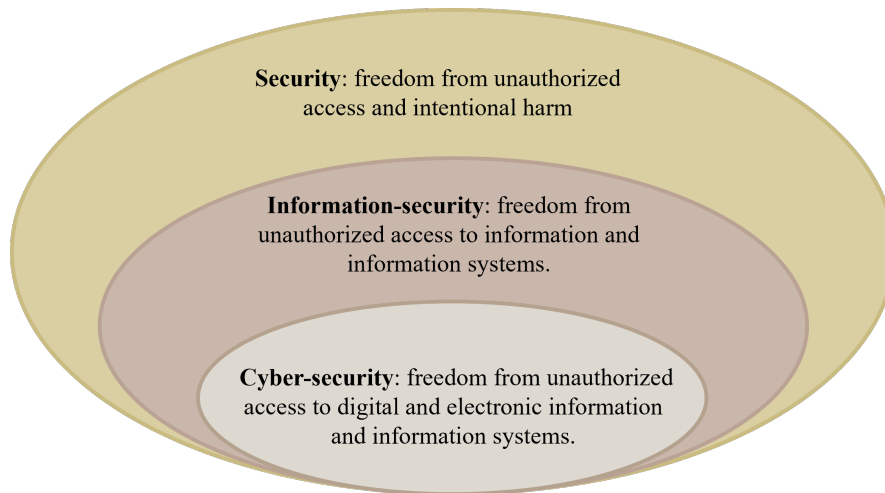 Security: freedom from unauthorized
access and intentional harm
Information-security: freedom from
unauthorized access to information and
information systems.
Cyber-security: freedom from unauthorized
access to digital and electronic information
and information systems.